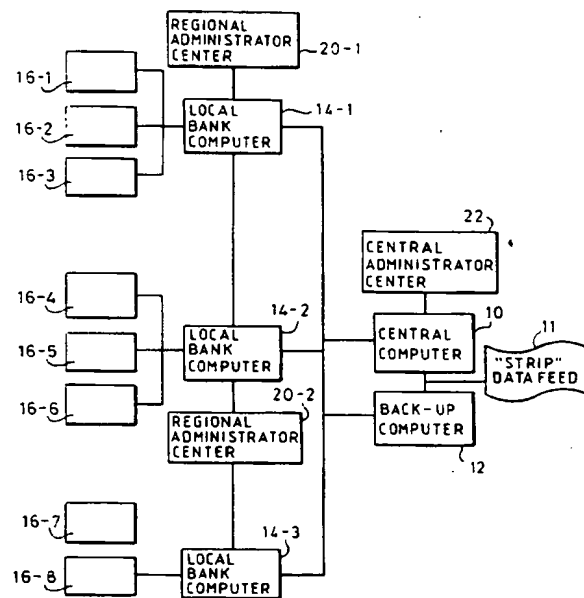 REGIONAL
ADMINISTRATOR
CENTER
20-1
16-1
16-2
16-3
LOCAL
BANK
COMPUTER
14-1
22
CENTRAL
ADMINISTRATOR
CENTER
16-4
16-5
16-6
LOCAL
BANK
COMPUTER
14-2
10
CENTRAL
COMPUTER
11
"STRIP"
DATA FEED
20-2
REGIONAL
ADMINISTRATOR
CENTER
BACK-UP
COMPUTER
12
16-7
16-8
LOCAL
BANK
COMPUTER
14-3